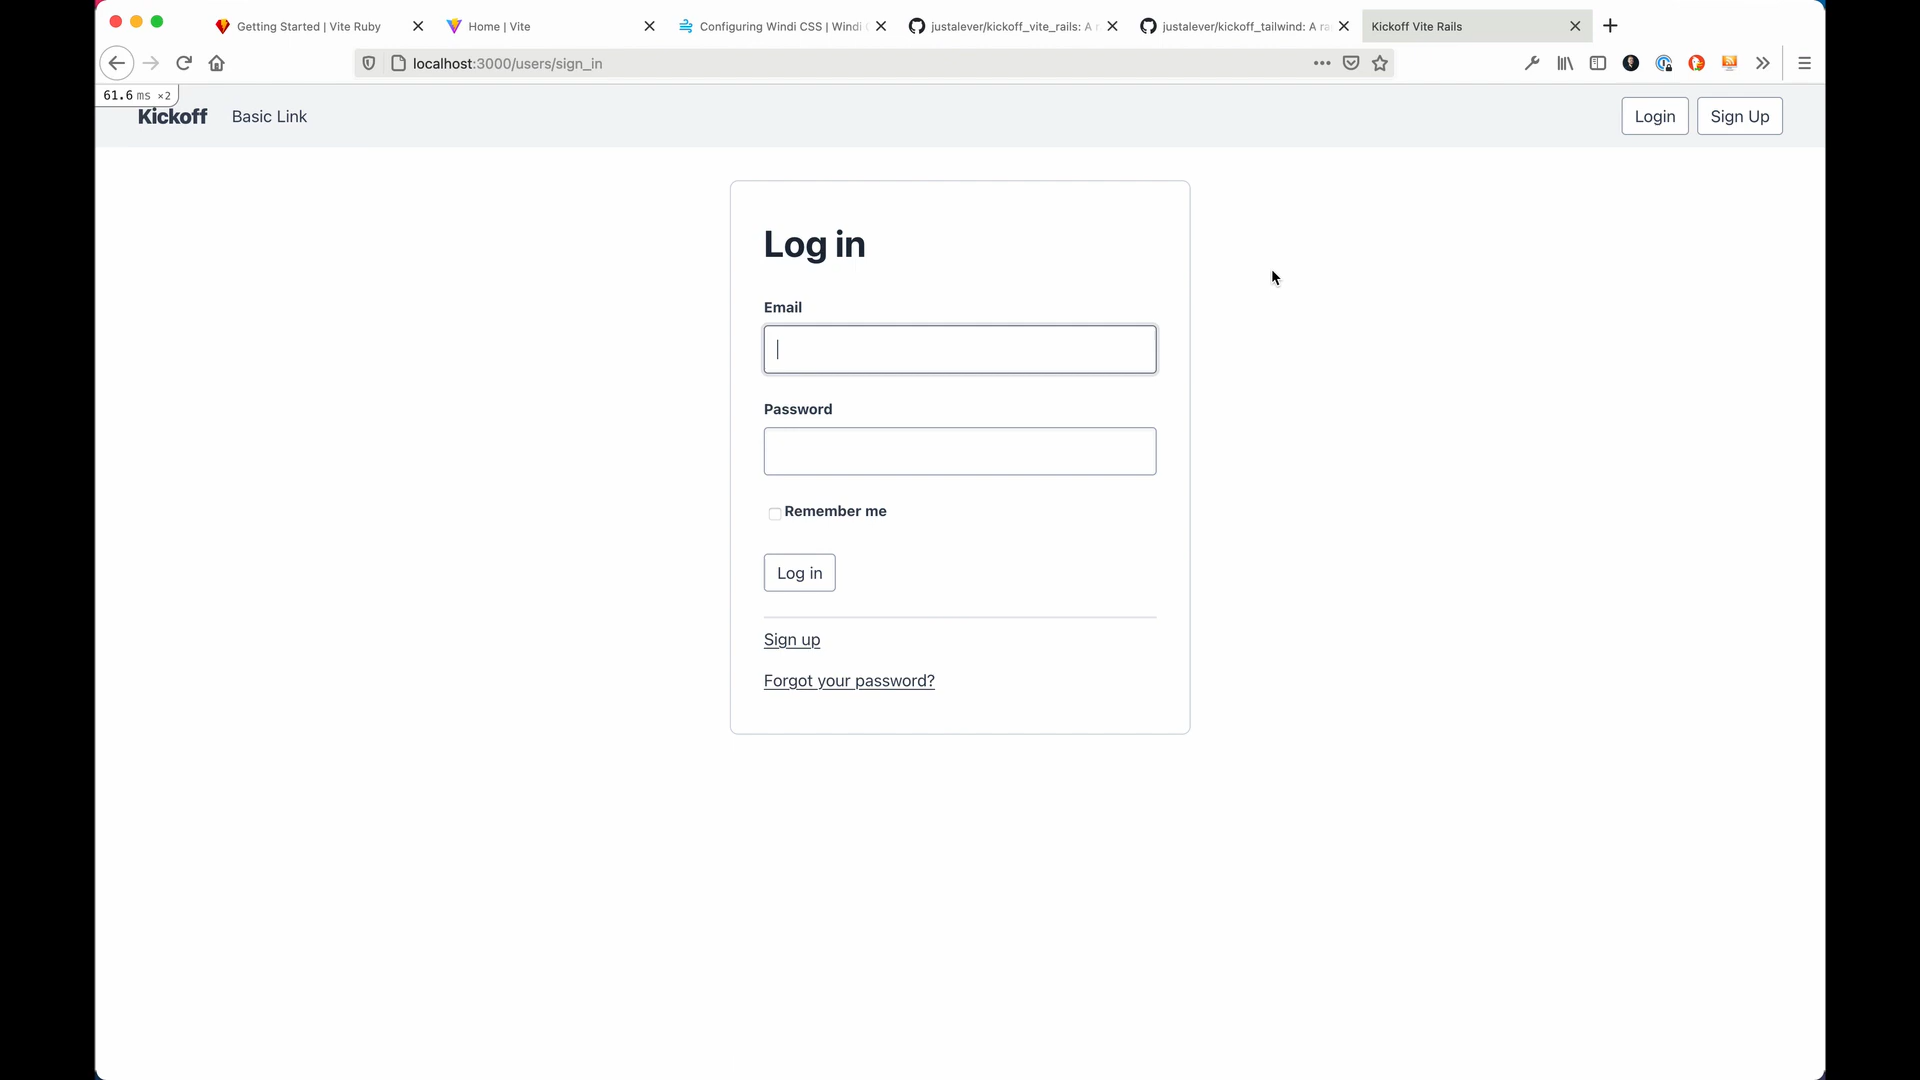 Getting Started | Vite Ruby
Home | Vite
Configuring Windi CSS | Windi
justalever/kickoff_vite_rails: A
justalever/kickoff_tailwind: A ra
Kickoff Vite Rails
localhost:3000/users/sign_in
61.6 ms ×2
Kickoff
Basic Link
Login
Sign Up
Log in
Email
Password
Remember me
Log in
Sign up
Forgot your password?